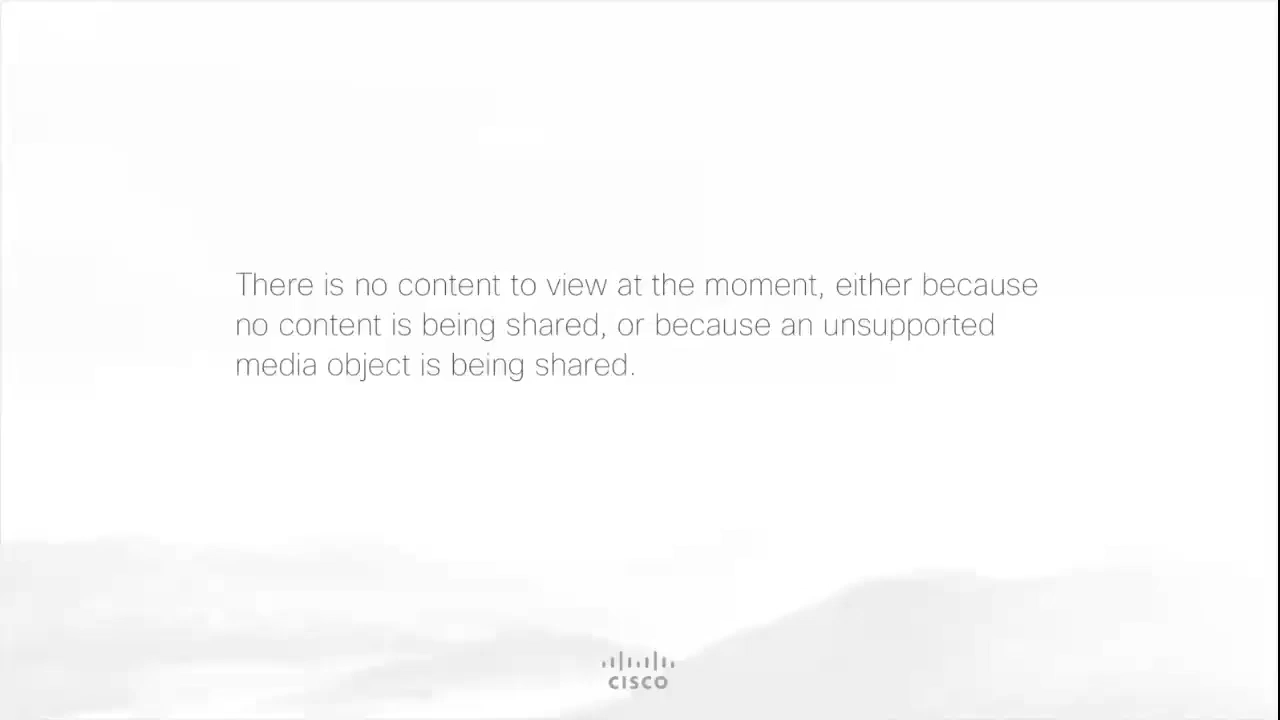 There is no content to view at the moment, either because
no content is being shared, or because an unsupported
media object is being shared.
CISCO